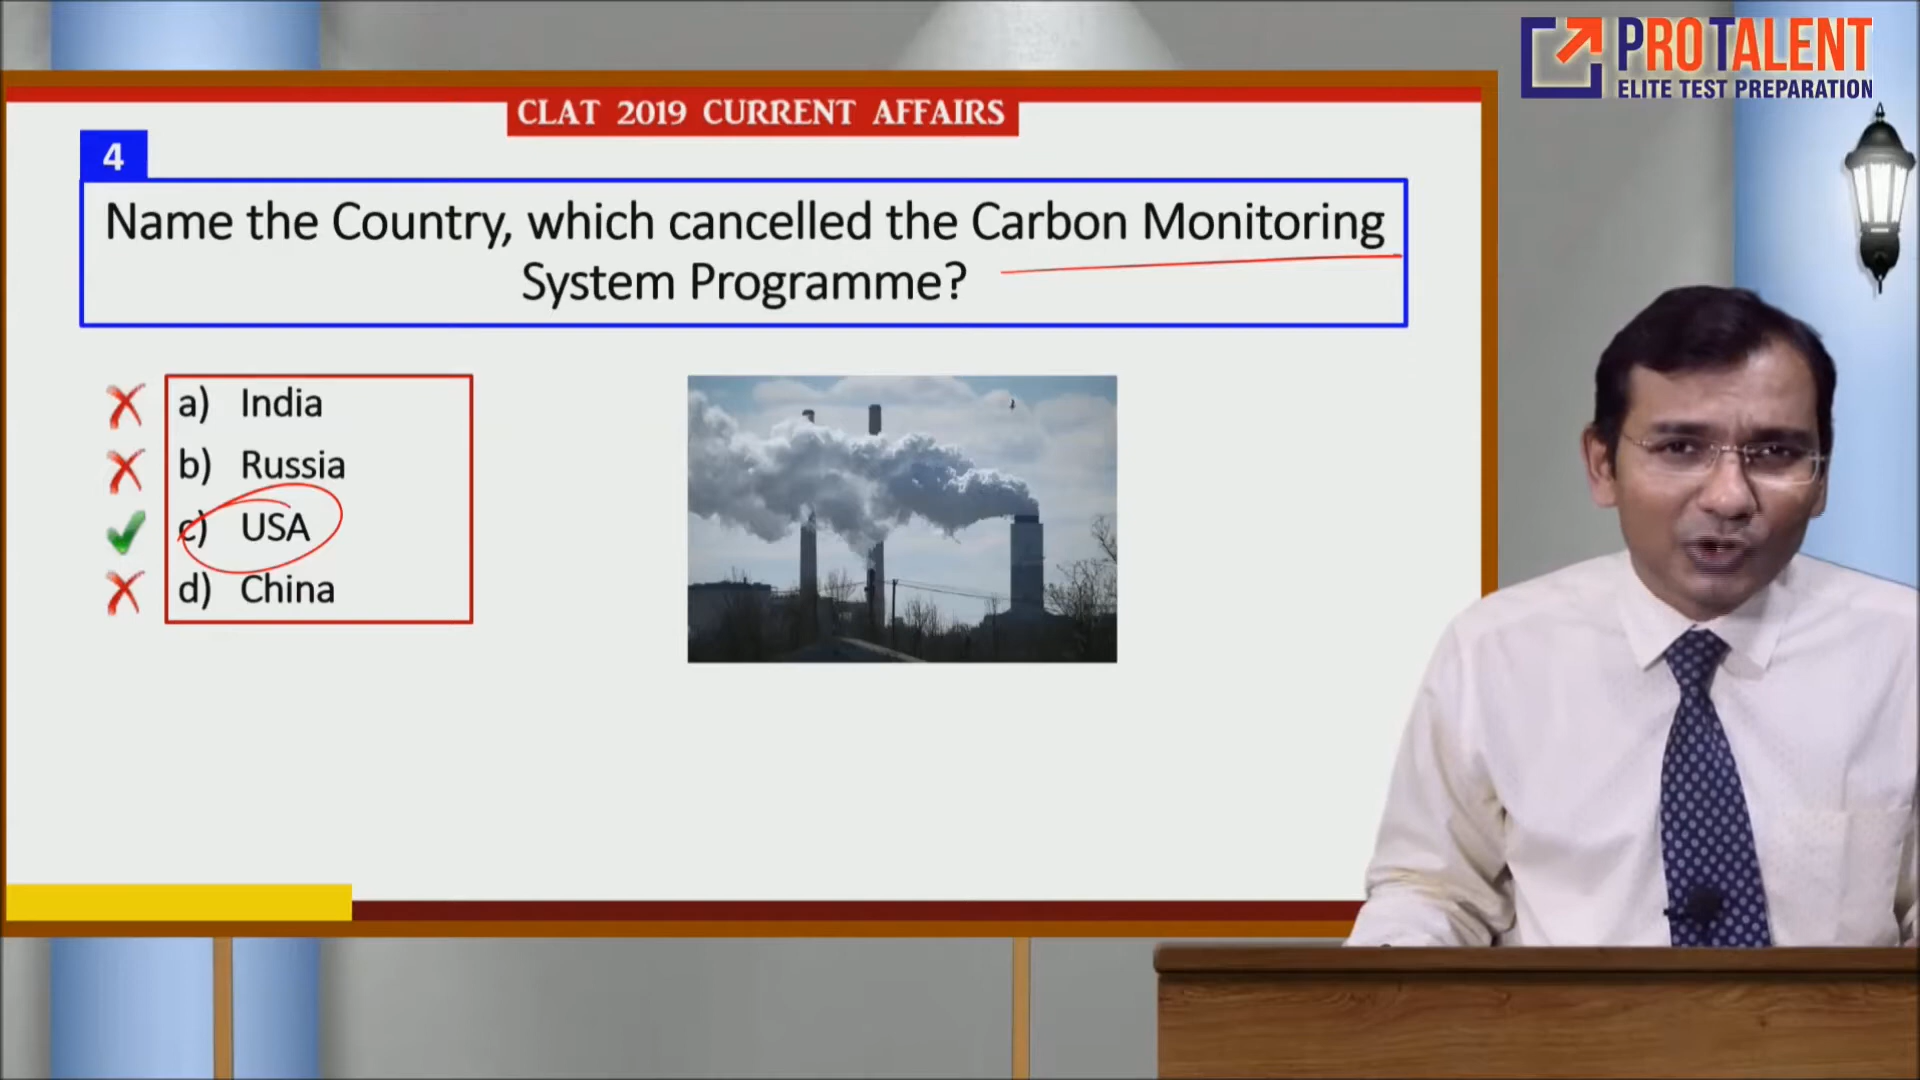 PROTALENT
ELITE TEST PREPARATION
CLAT 2019 CURRENT AFFAIRS
4
Name the Country, which cancelled the Carbon Monitoring
System Programme?
a) India
b) Russia
c) USA
d) China